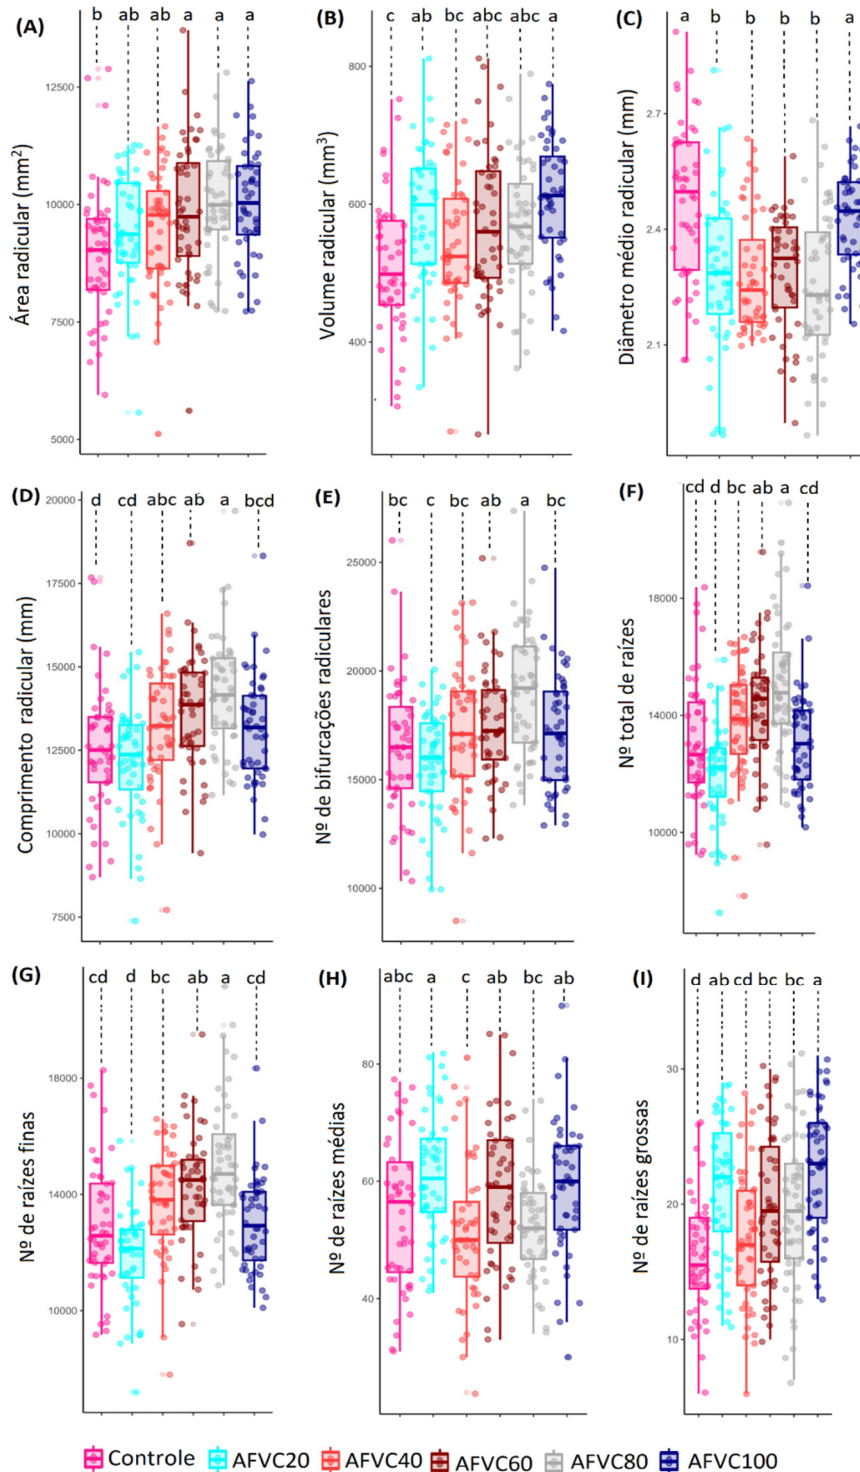 (A)
b ab ab a a a
Área radicular (mm²)
12500
10000
7500
5000
(B)
c ab bc abc abc a
Volume radicular (mm³)
800
600
400
(C)
a b b b b a
Diâmetro médio radicular (mm)
2.7
2.4
2.1
(D)
d cd abc ab a bcd
Comprimento radicular (mm)
20000
17500
15000
12500
10000
7500
(E)
bc c bc ab a bc
Nº de bifurcações radiculares
25000
20000
15000
10000
(F)
cd d bc ab a cd
Nº total de raízes
18000
14000
10000
(G)
cd d bc ab a cd
Nº de raízes finas
18000
14000
10000
(H)
abc a c ab bc ab
Nº de raízes médias
80
60
40
(I)
d ab cd bc bc a
Nº de raízes grossas
30
20
10
Controle AFVC20 AFVC40 AFVC60 AFVC80 AFVC100